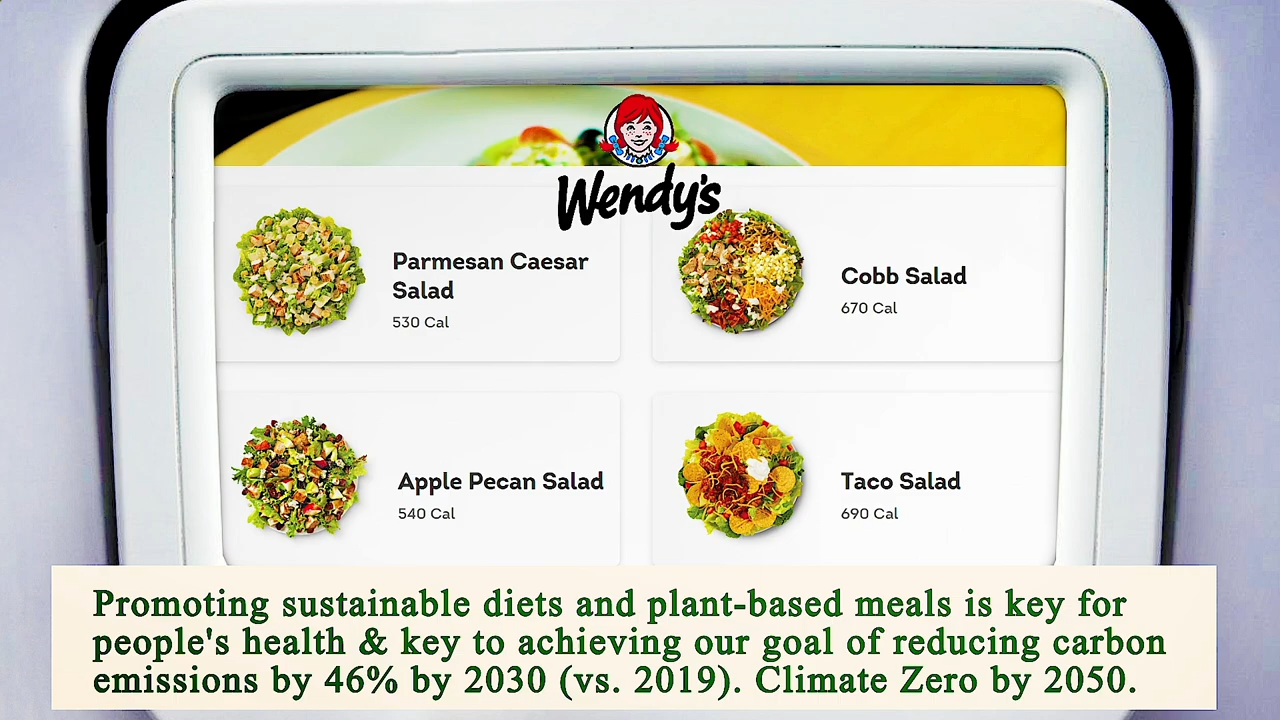 Wendy's
Parmesan Caesar
Salad
530 Cal
Cobb Salad
670 Cal
Apple Pecan Salad
540 Cal
Taco Salad
690 Cal
Promoting sustainable diets and plant-based meals is key for
people's health & key to achieving our goal of reducing carbon
emissions by 46% by 2030 (vs. 2019). Climate Zero by 2050.